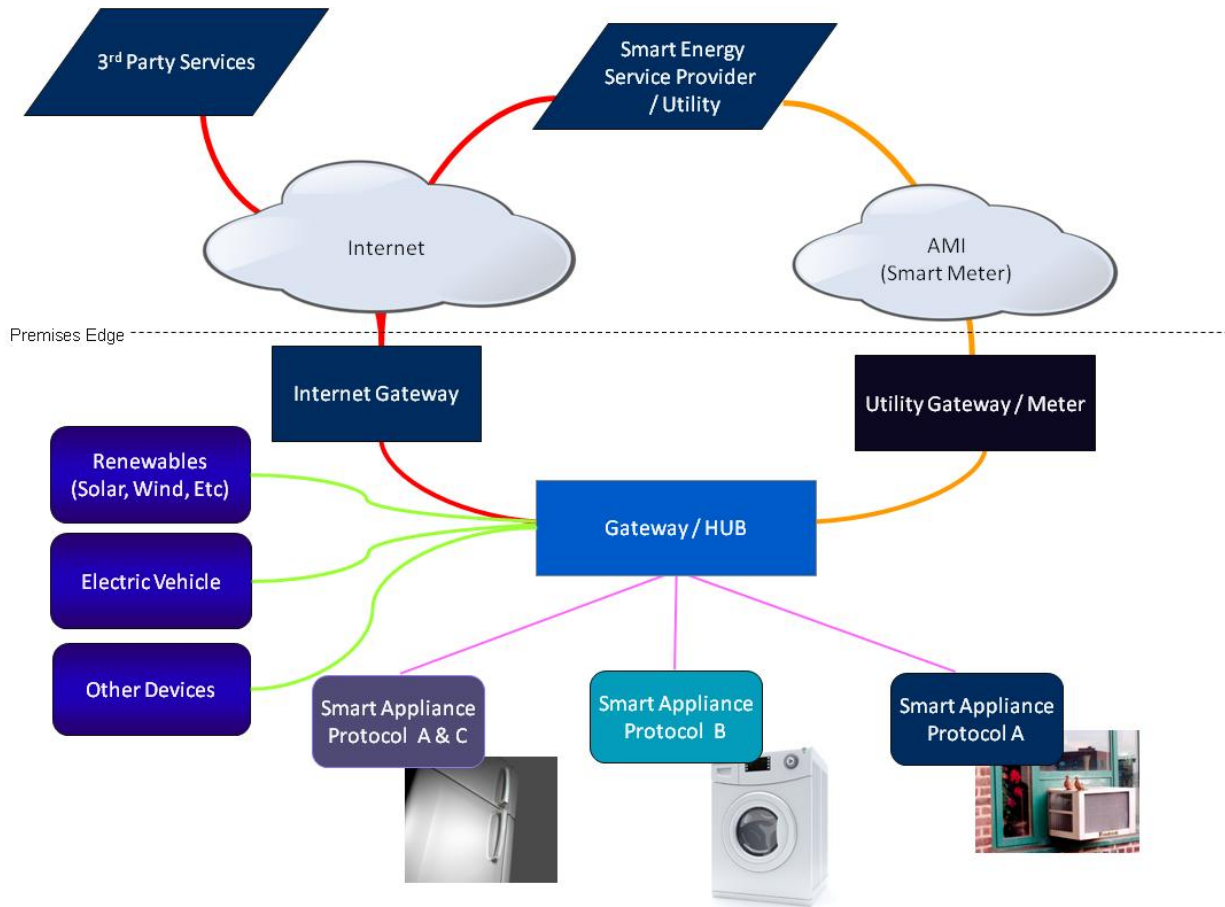 3rd Party Services
Smart Energy
Service Provider
/ Utility
Internet
AMI
(Smart Meter)
Premises Edge
Internet Gateway
Utility Gateway / Meter
Renewables
(Solar, Wind, Etc)
Gateway / HUB
Electric Vehicle
Other Devices
Smart Appliance
Protocol A & C
Smart Appliance
Protocol B
Smart Appliance
Protocol A